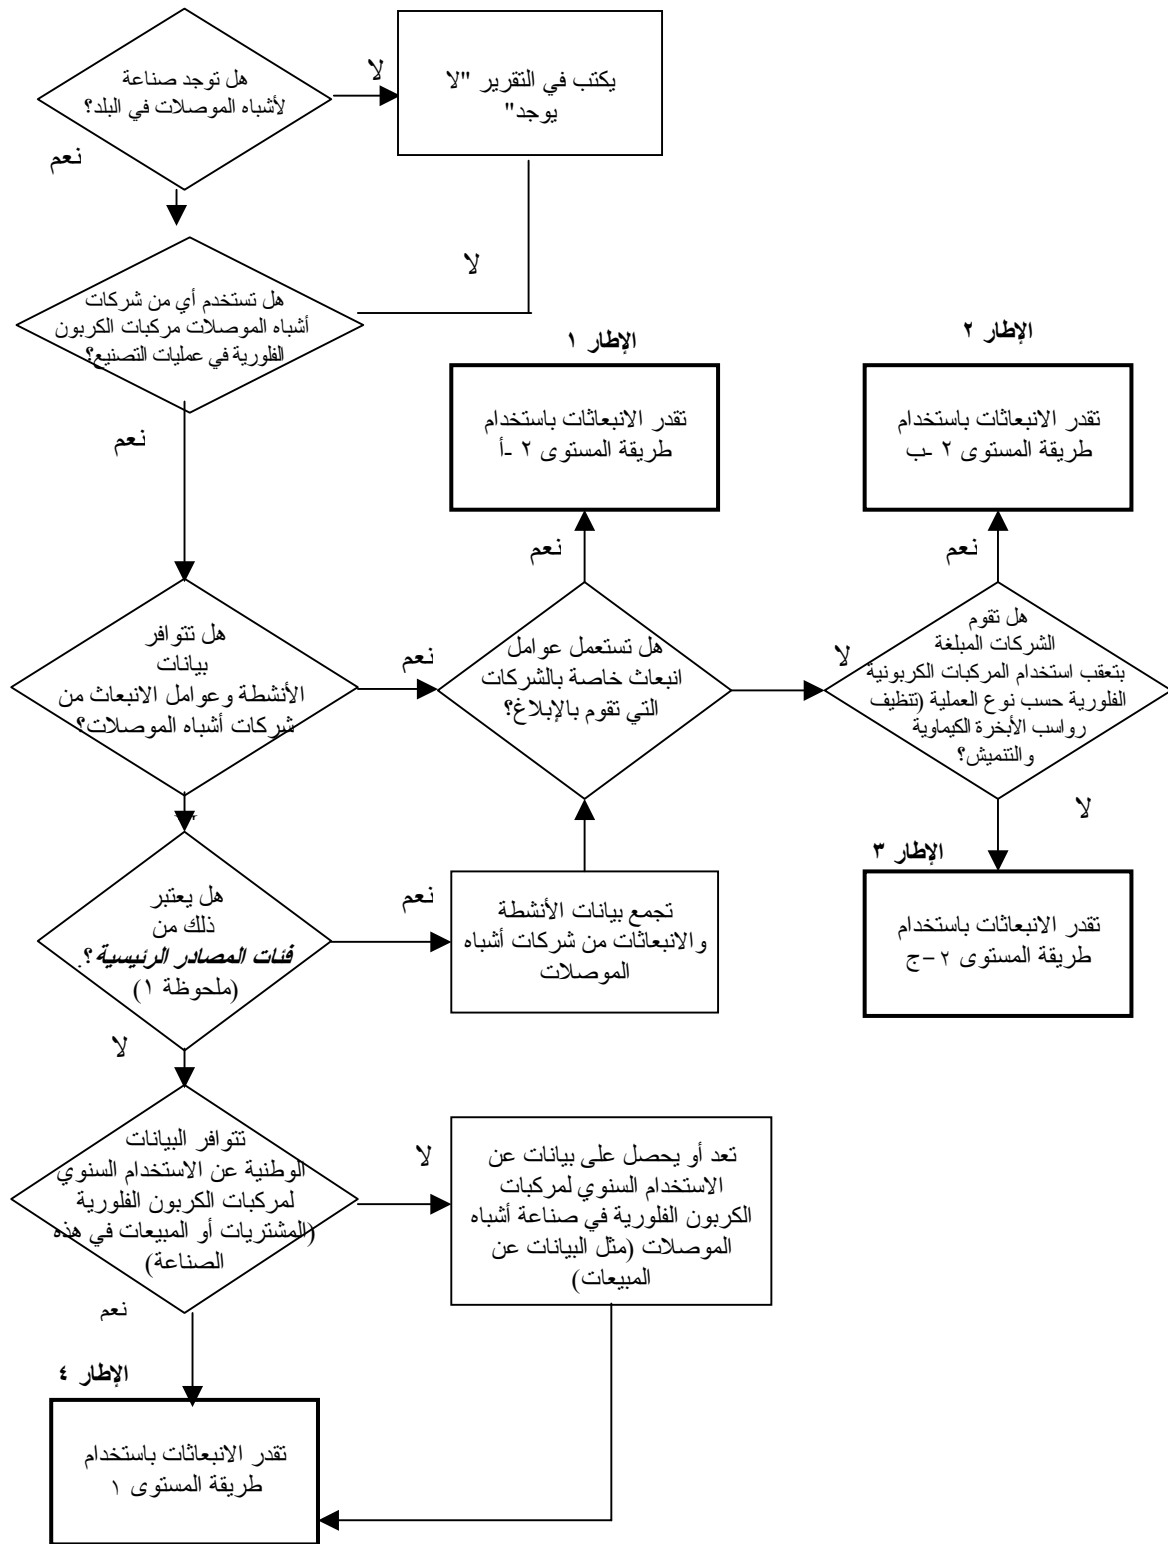 هل توجد صناعة
لأشباه الموصلات في البلد؟
لا
يكتب في التقرير "لا
يوجد"
نعم
لا
هل تستخدم أي من شركات
أشباه الموصلات مركبات الكربون
الفلورية في عمليات التصنيع؟
نعم
الإطار ١
تقدر الانبعاثات باستخدام
طريقة المستوى ٢ -أ
نعم
الإطار ٢
تقدر الانبعاثات باستخدام
طريقة المستوى ٢ -ب
نعم
هل تتوافر
بيانات
الأنشطة وعوامل الانبعاث من
شركات أشباه الموصلات؟
نعم
هل تستعمل عوامل
انبعاث خاصة بالشركات
التي تقوم بالإبلاغ؟
لا
هل تقوم
الشركات المبلغة
بتعقب استخدام المركبات الكربونية
الفلورية حسب نوع العملية (تنظيف
رواسب الأبخرة الكيماوية
والتنميش؟
لا
الإطار ٣
تقدر الانبعاثات باستخدام
طريقة المستوى ٢ –ج
هل يعتبر
ذلك من
فئات المصادر الرئيسية؟.
(ملحوظة ١)
نعم
تجمع بيانات الأنشطة
والانبعاثات من شركات أشباه
الموصلات
لا
تتوافر البيانات
الوطنية عن الاستخدام السنوي
لمركبات الكربون الفلورية
(المشتريات أو المبيعات في هذه
الصناعة)
لا
تعد أو يحصل على بيانات عن
الاستخدام السنوي لمركبات
الكربون الفلورية في صناعة أشباه
الموصلات (مثل البيانات عن
المبيعات)
نعم
الإطار ٤
تقدر الانبعاثات باستخدام
طريقة المستوى ١